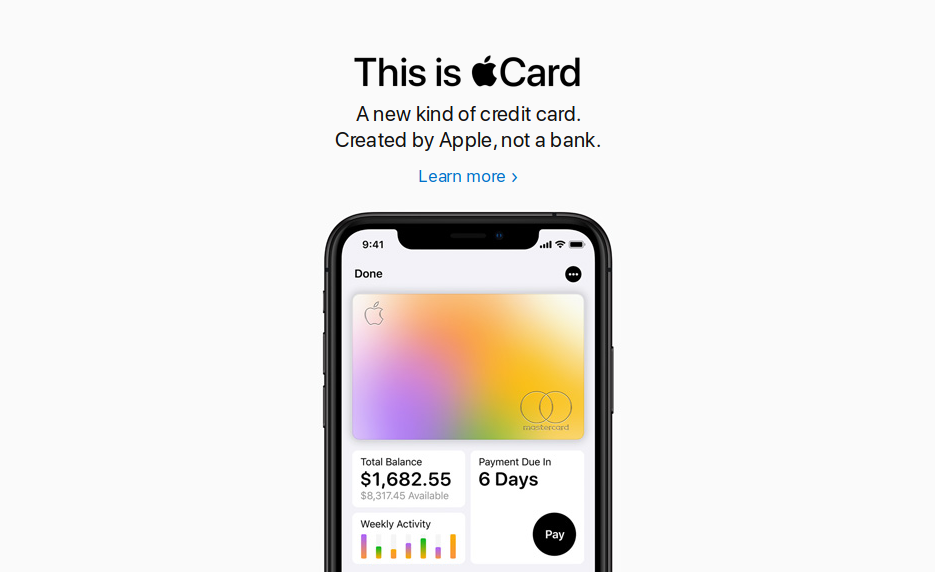 This is Card
A new kind of credit card.
Created by Apple, not a bank.
Learn more ›
9:41
Done
mastercard
Total Balance
$1,682.55
$8,317.45 Available
Payment Due In
6 Days
Weekly Activity
Pay